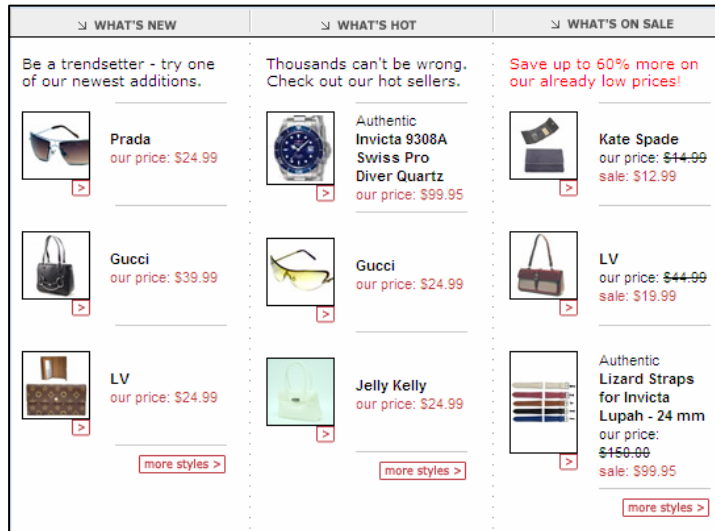 WHAT'S NEW
Be a trendsetter - try one
of our newest additions.
Prada
our price: $24.99
>
Gucci
our price: $39.99
>
LV
our price: $24.99
>
more styles >
WHAT'S HOT
Thousands can't be wrong.
Check out our hot sellers.
Authentic
Invicta 9308A
Swiss Pro
Diver Quartz
our price: $99.95
>
Gucci
our price: $24.99
>
Jelly Kelly
our price: $24.99
>
more styles >
WHAT'S ON SALE
Save up to 60% more on
our already low prices!
Kate Spade
our price: $14.99
sale: $12.99
>
LV
our price: $44.99
sale: $19.99
>
Authentic
Lizard Straps
for Invicta
Lupah - 24 mm
our price:
$150.00
sale: $99.95
>
more styles >